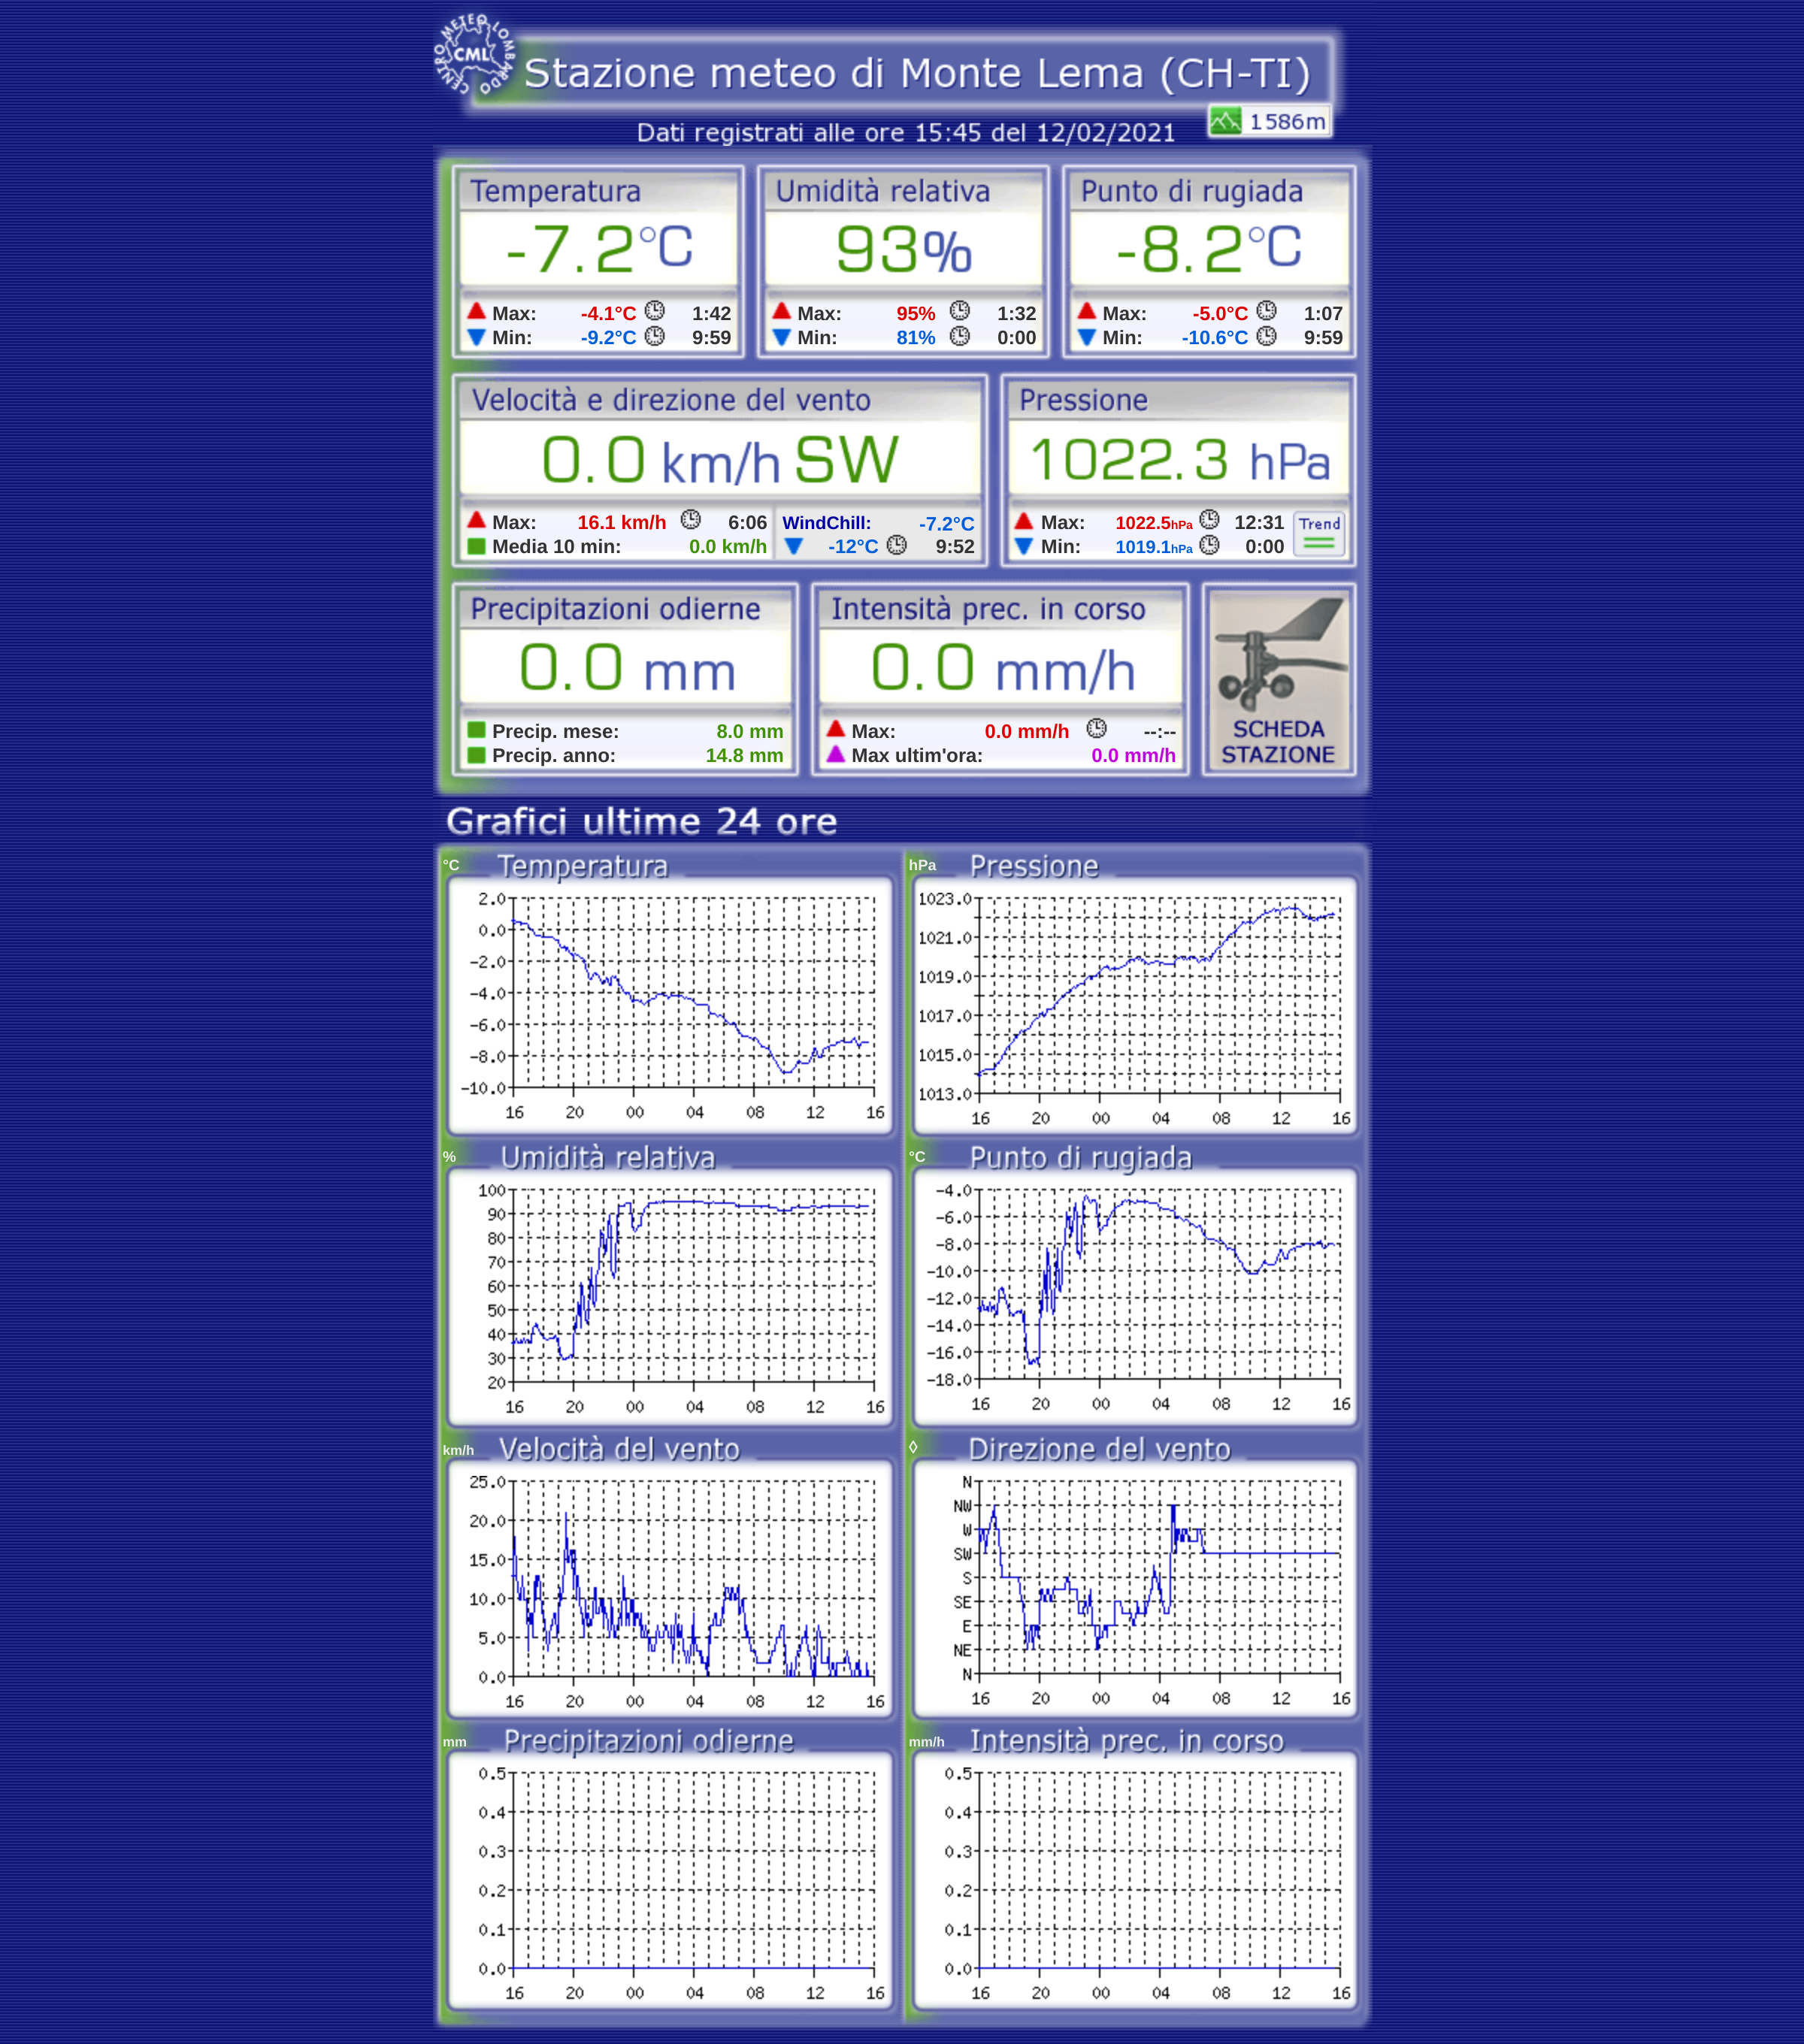 CENTRO METEO LOMBARDO
CML
Stazione meteo di Monte Lema (CH-TI)
1586m
Dati registrati alle ore 15:45 del 12/02/2021
Temperatura
-7.2°C
Max: -4.1°C 1:42
Min: -9.2°C 9:59
Umidità relativa
93%
Max: 95% 1:32
Min: 81% 0:00
Punto di rugiada
-8.2°C
Max: -5.0°C 1:07
Min: -10.6°C 9:59
Velocità e direzione del vento
0.0 km/h SW
Max: 16.1 km/h 6:06
Media 10 min: 0.0 km/h
WindChill: -7.2°C
-12°C 9:52
Pressione
1022.3 hPa
Max: 1022.5hPa 12:31
Min: 1019.1hPa 0:00
Trend
Precipitazioni odierne
0.0 mm
Precip. mese: 8.0 mm
Precip. anno: 14.8 mm
Intensità prec. in corso
0.0 mm/h
Max: 0.0 mm/h --:--
Max ultim'ora: 0.0 mm/h
SCHEDA
STAZIONE
Grafici ultime 24 ore
°C Temperatura
2.0
0.0
-2.0
-4.0
-6.0
-8.0
-10.0
16 20 00 04 08 12 16
hPa Pressione
1023.0
1021.0
1019.0
1017.0
1015.0
1013.0
16 20 00 04 08 12 16
% Umidità relativa
100
90
80
70
60
50
40
30
20
16 20 00 04 08 12 16
°C Punto di rugiada
-4.0
-6.0
-8.0
-10.0
-12.0
-14.0
-16.0
-18.0
16 20 00 04 08 12 16
km/h Velocità del vento
25.0
20.0
15.0
10.0
5.0
0.0
16 20 00 04 08 12 16
◊ Direzione del vento
N
NW
W
SW
S
SE
E
NE
N
16 20 00 04 08 12 16
mm Precipitazioni odierne
0.5
0.4
0.3
0.2
0.1
0.0
16 20 00 04 08 12 16
mm/h Intensità prec. in corso
0.5
0.4
0.3
0.2
0.1
0.0
16 20 00 04 08 12 16